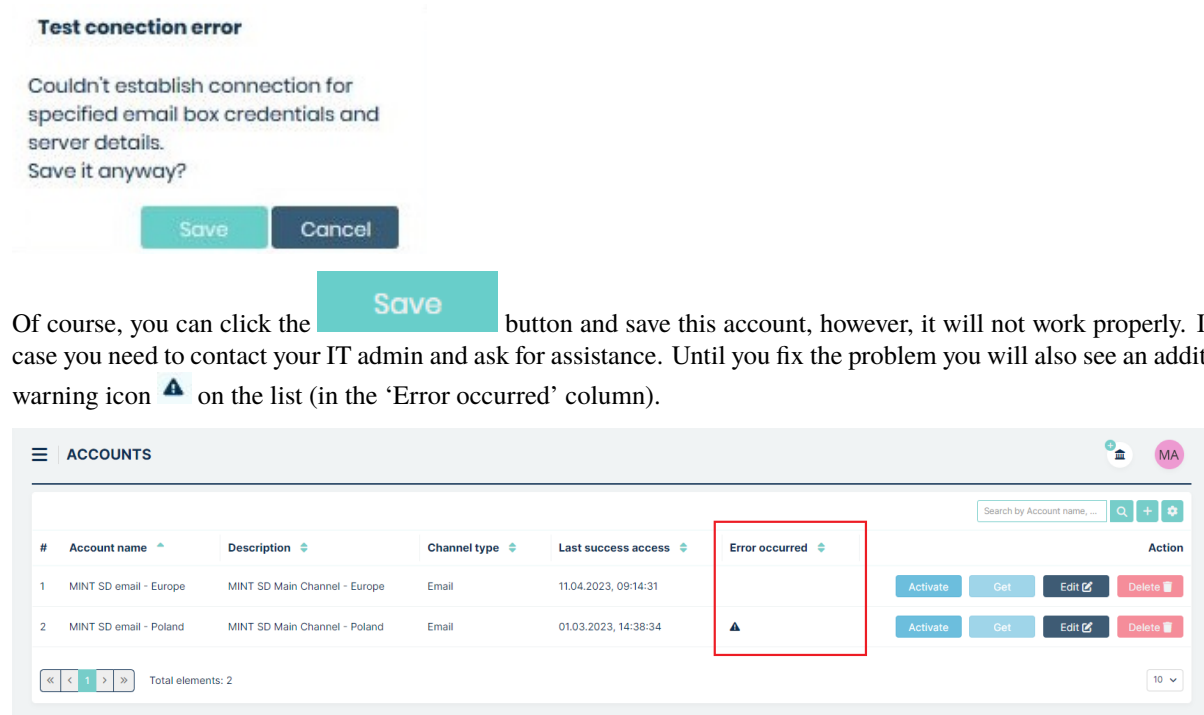 Test conection error
Couldn't establish connection for
specified email box credentials and
server details.
Save it anyway?
Save Cancel
Of course, you can click the Save button and save this account, however, it will not work properly.
case you need to contact your IT admin and ask for assistance. Until you fix the problem you will also see an
warning icon on the list (in the ‘Error occurred’ column).
ACCOUNTS MA
Search by Account name, ...
# Account name Description Channel type Last success access Error occurred Action
1 MINT SD email - Europe MINT SD Main Channel - Europe Email 11.04.2023, 09:14:31 Activate Get Edit Delete
2 MINT SD email - Poland MINT SD Main Channel - Poland Email 01.03.2023, 14:38:34 Activate Get Edit Delete
« < 1 > » Total elements: 2 10